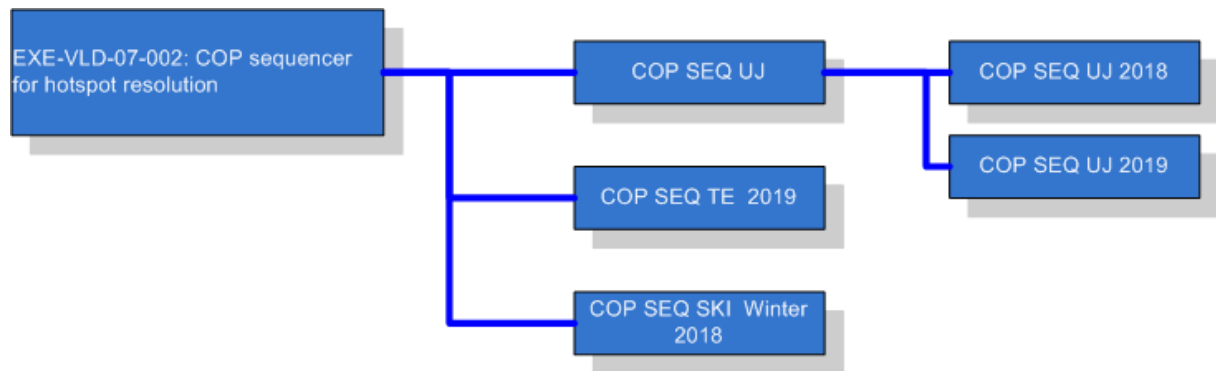 EXE-VLD-07-002: COP sequencer
for hotspot resolution
COP SEQ UJ
COP SEQ UJ 2018
COP SEQ UJ 2019
COP SEQ TE  2019
COP SEQ SKI  Winter
2018